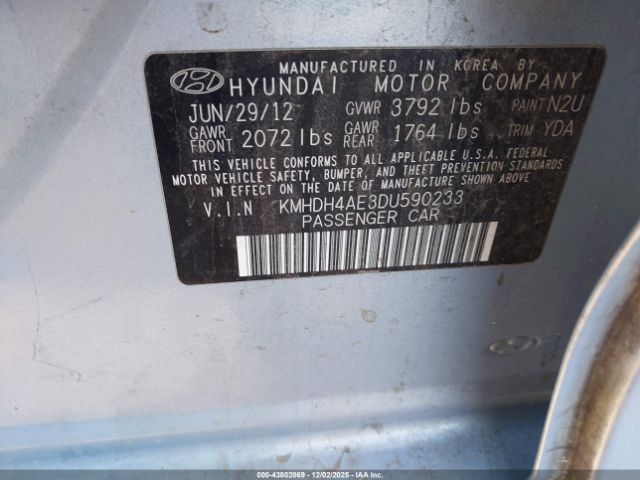 MANUFACTURED IN KOREA BY
HYUNDAI MOTOR COMPANY
JUN/29/12 GVWR 3792 lbs PAINT N2U
GAWR FRONT 2072 lbs GAWR REAR 1764 lbs TRIM YDA
THIS VEHICLE CONFORMS TO ALL APPLICABLE U.S.A. FEDERAL
MOTOR VEHICLE SAFETY, BUMPER, AND THEFT PREVENTION
STANDARDS IN EFFECT ON THE DATE OF MANUFACTURE SHOWN ABOVE.
V.I.N KMHDH4AE3DU590233
PASSENGER CAR
000-43802869 12/02/2025 IAAI.COM